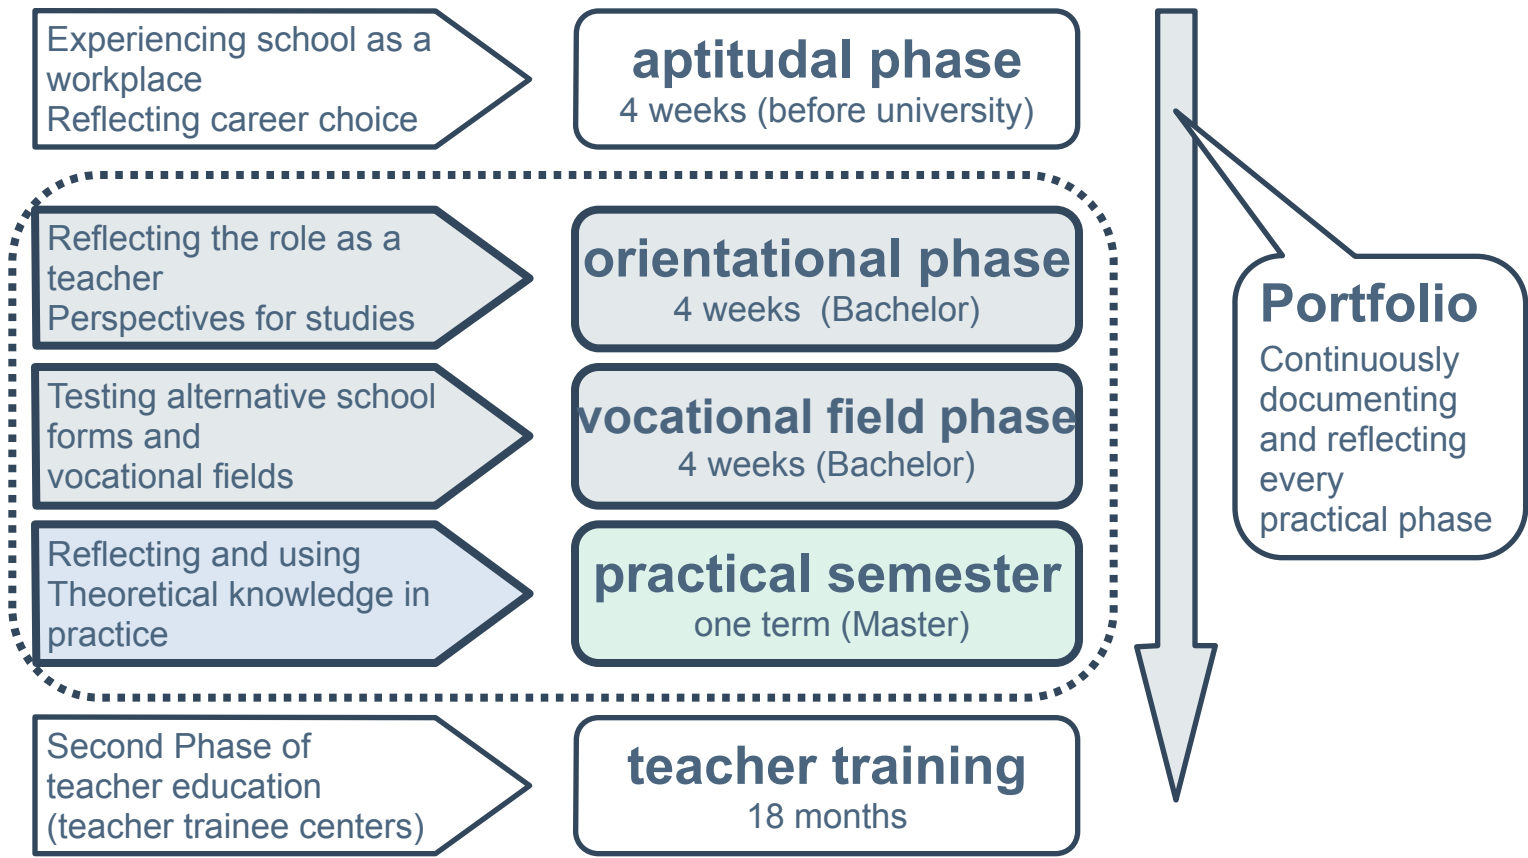 Experiencing school as a
workplace
Reflecting career choice
aptitudal phase
4 weeks (before university)
Reflecting the role as a
teacher
Perspectives for studies
orientational phase
4 weeks (Bachelor)
Testing alternative school
forms and
vocational fields
vocational field phase
4 weeks (Bachelor)
Reflecting and using
Theoretical knowledge in
practice
practical semester
one term (Master)
Second Phase of
teacher education
(teacher trainee centers)
teacher training
18 months
Portfolio
Continuously
documenting
and reflecting
every
practical phase